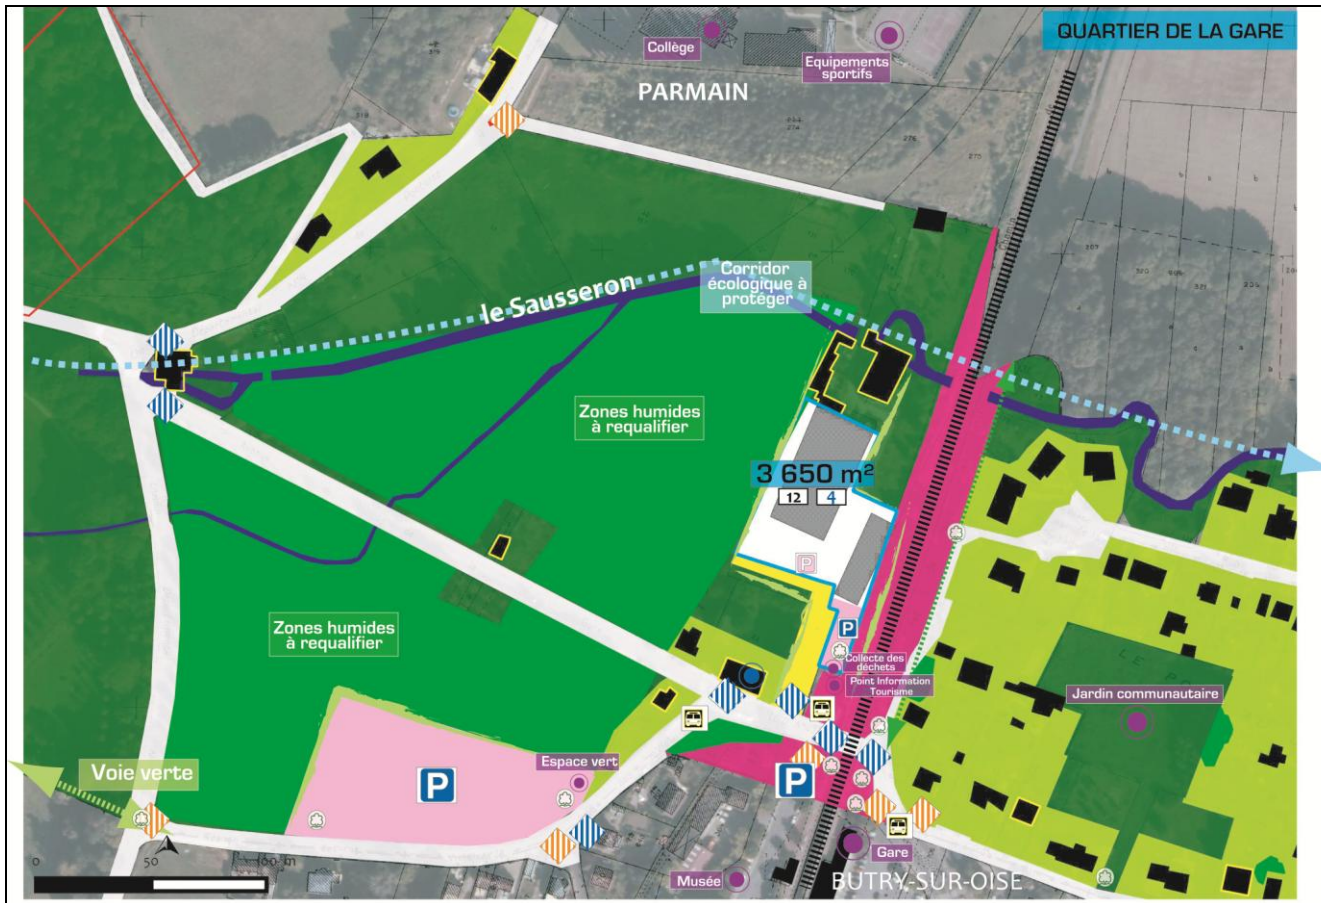 QUARTIER DE LA GARE
Collège
Equipements
sportifs
PARMAIN
Corridor
écologique à
protéger
le Sausseron
Zones humides
à requalifier
3 650 m²
12 4
P
Zones humides
à requalifier
P
Collecte des
déchets
Point Information
Tourisme
Jardin communautaire
Voie verte
Espace vert
P
P
0 50 100 m
Gare
Musée
BUTRY-SUR-OISE